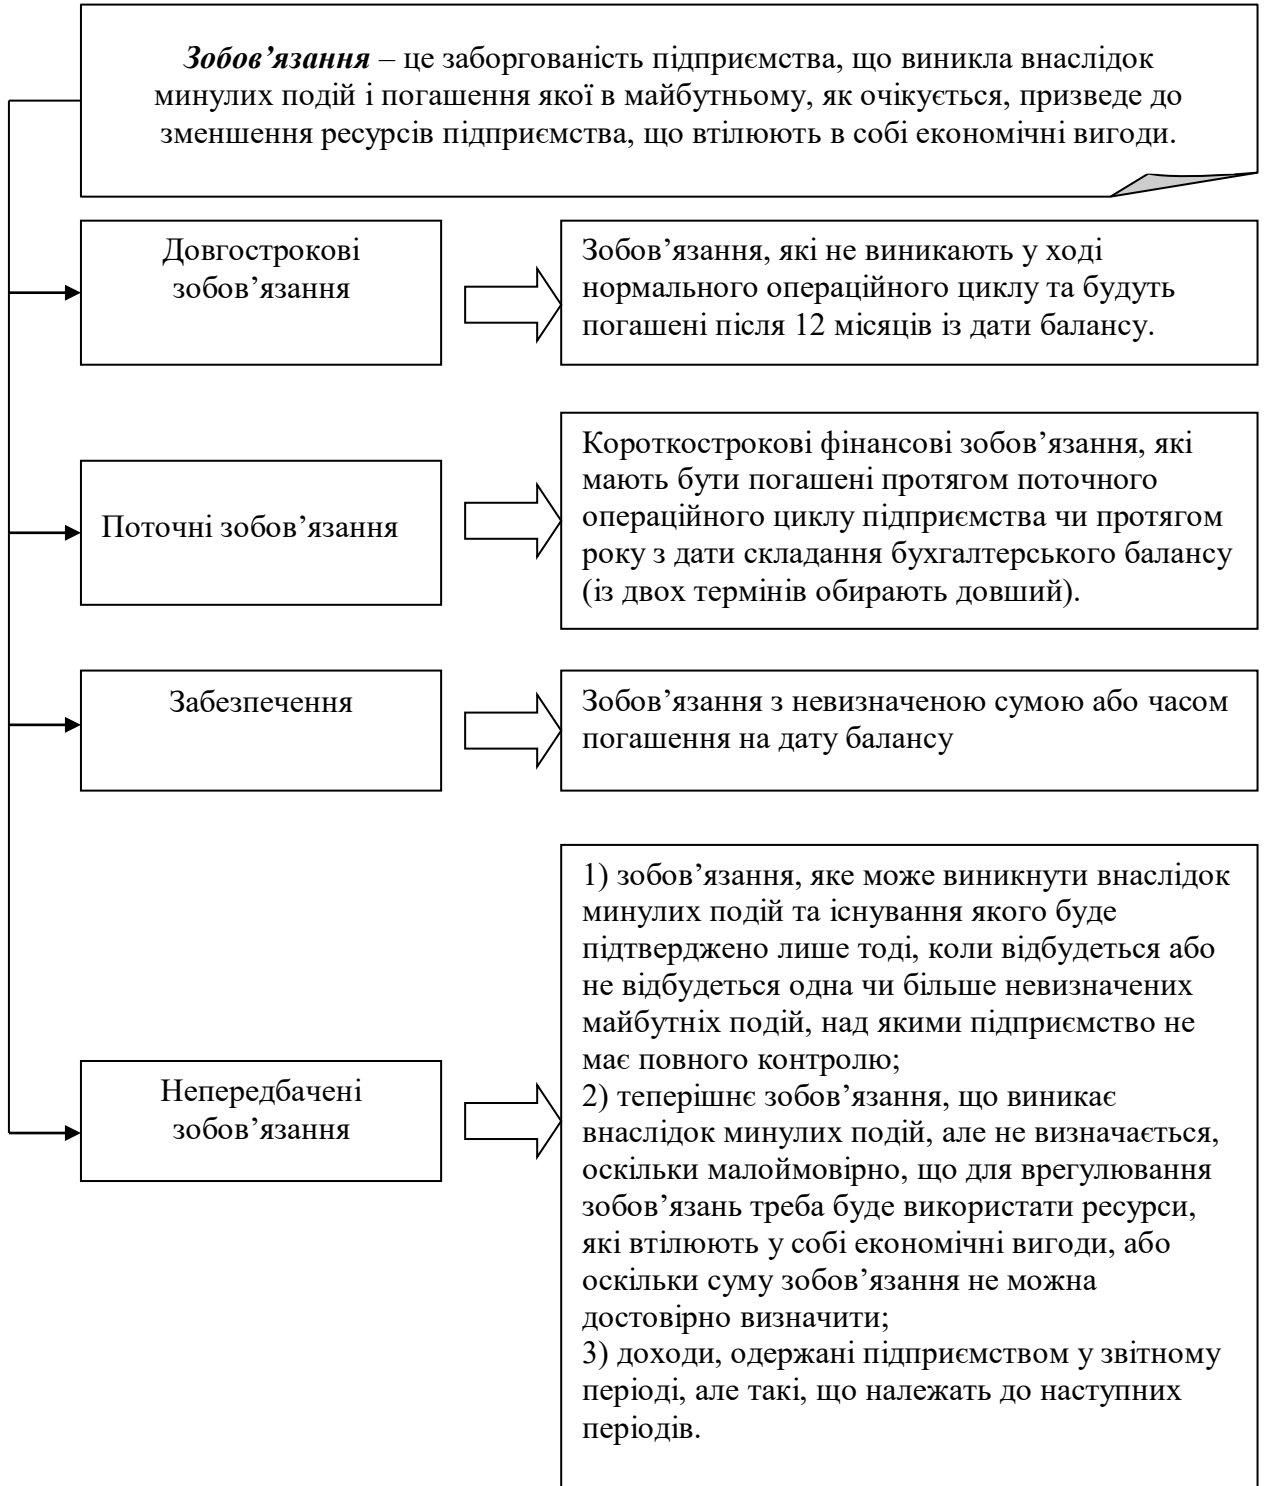 Зобов’язання – це заборгованість підприємства, що виникла внаслідок
минулих подій і погашення якої в майбутньому, як очікується, призведе до
зменшення ресурсів підприємства, що втілюють в собі економічні вигоди.
Довгострокові
зобов’язання
Зобов’язання, які не виникають у ході
нормального операційного циклу та будуть
погашені після 12 місяців із дати балансу.
Поточні зобов’язання
Короткострокові фінансові зобов’язання, які
мають бути погашені протягом поточного
операційного циклу підприємства чи протягом
року з дати складання бухгалтерського балансу
(із двох термінів обирають довший).
Забезпечення
Зобов’язання з невизначеною сумою або часом
погашення на дату балансу
Непередбачені
зобов’язання
1) зобов’язання, яке може виникнути внаслідок
минулих подій та існування якого буде
підтверджено лише тоді, коли відбудеться або
не відбудеться одна чи більше невизначених
майбутніх подій, над якими підприємство не
має повного контролю;
2) теперішнє зобов’язання, що виникає
внаслідок минулих подій, але не визначається,
оскільки малоймовірно, що для врегулювання
зобов’язань треба буде використати ресурси,
які втілюють у собі економічні вигоди, або
оскільки суму зобов’язання не можна
достовірно визначити;
3) доходи, одержані підприємством у звітному
періоді, але такі, що належать до наступних
періодів.